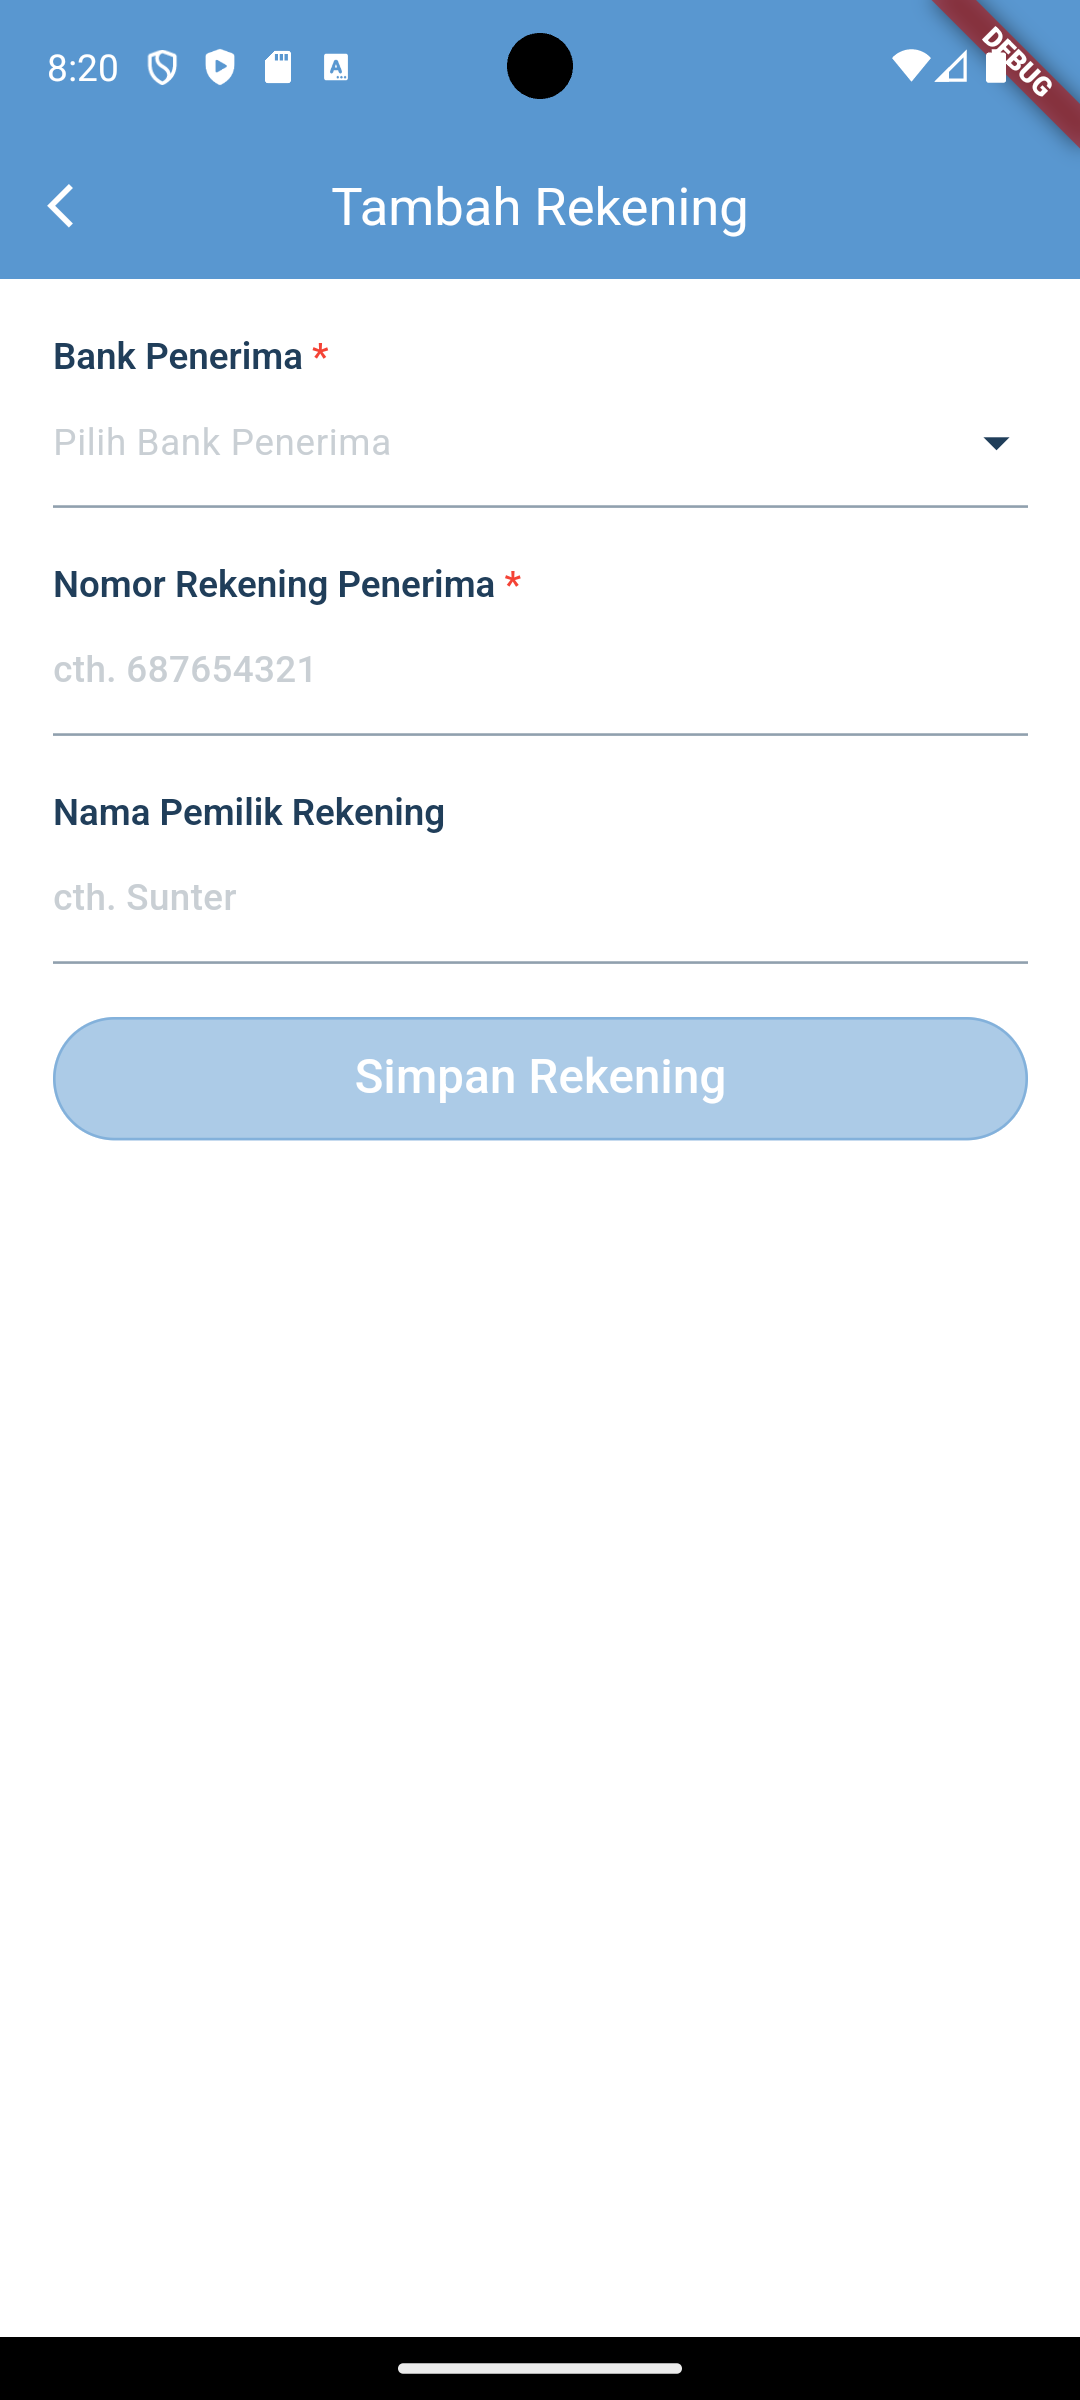 8:20
DEBUG
Tambah Rekening
Bank Penerima *
Pilih Bank Penerima
Nomor Rekening Penerima *
cth. 687654321
Nama Pemilik Rekening
cth. Sunter
Simpan Rekening